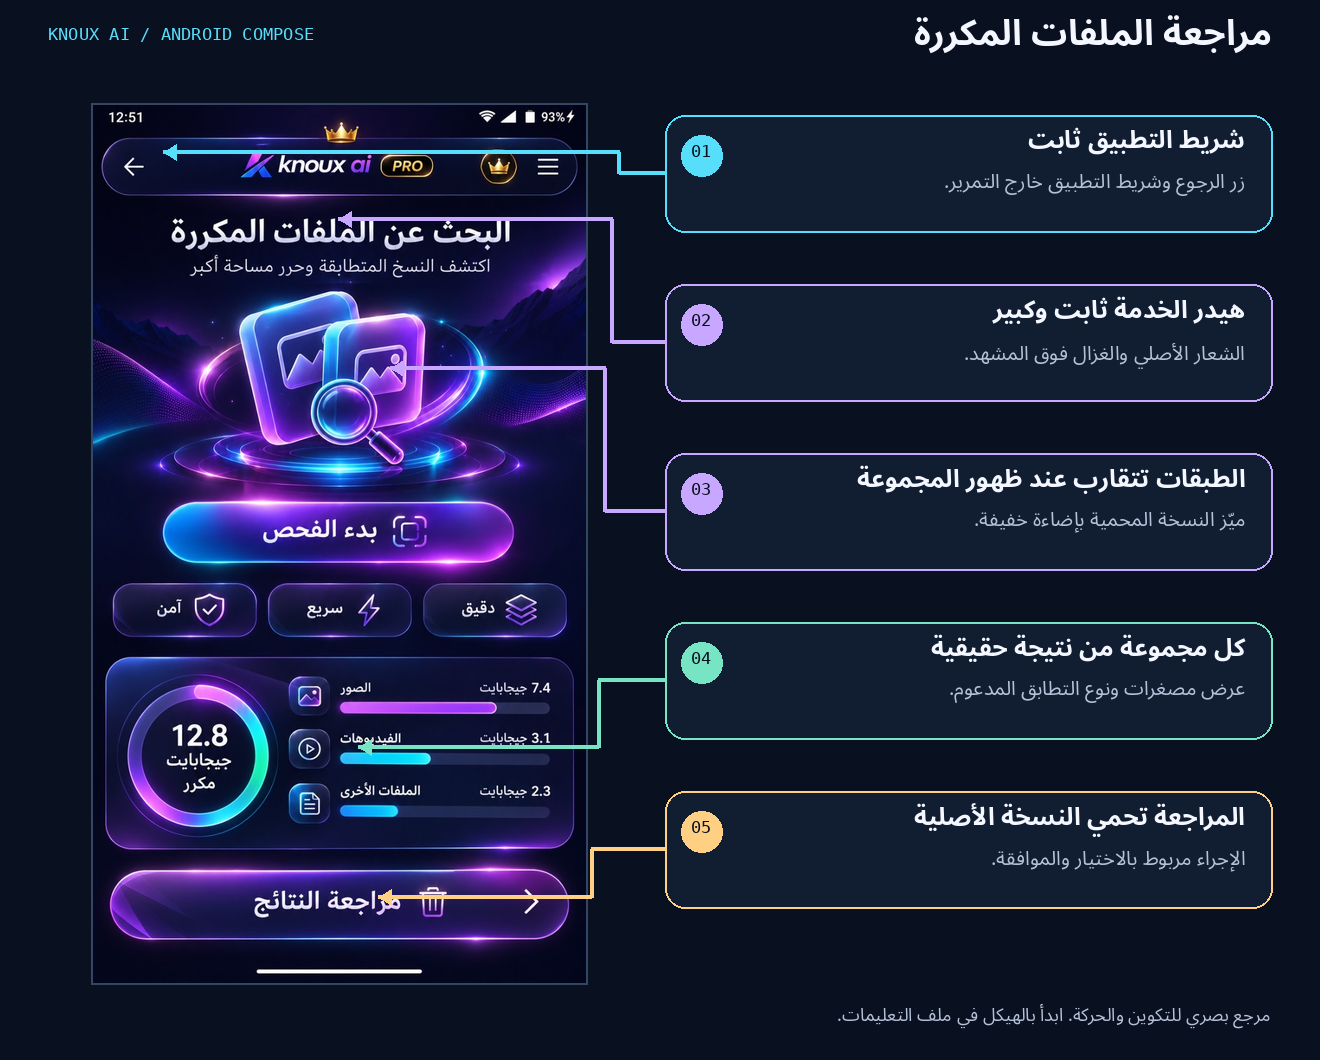 KNOUX AI / ANDROID COMPOSE
مراجعة الملفات المكررة
12:51
93%
knoux ai PRO
البحث عن الملفات المكررة
اكتشف النسخ المتطابقة وحرر مساحة أكبر
بدء الفحص
دقيق
سريع
آمن
12.8
جيجابايت
مكرر
الصور
7.4 جيجابايت
الفيديوهات
3.1 جيجابايت
الملفات الأخرى
2.3 جيجابايت
مراجعة النتائج
01
شريط التطبيق ثابت
زر الرجوع وشريط التطبيق خارج التمرير.
02
هيدر الخدمة ثابت وكبير
الشعار الأصلي والغزال فوق المشهد.
03
الطبقات تتقارب عند ظهور المجموعة
ميّز النسخة المحمية بإضاءة خفيفة.
04
كل مجموعة من نتيجة حقيقية
عرض مصغرات ونوع التطابق المدعوم.
05
المراجعة تحمي النسخة الأصلية
الإجراء مربوط بالاختيار والموافقة.
مرجع بصري للتكوين والحركة. ابدأ بالهيكل في ملف التعليمات.